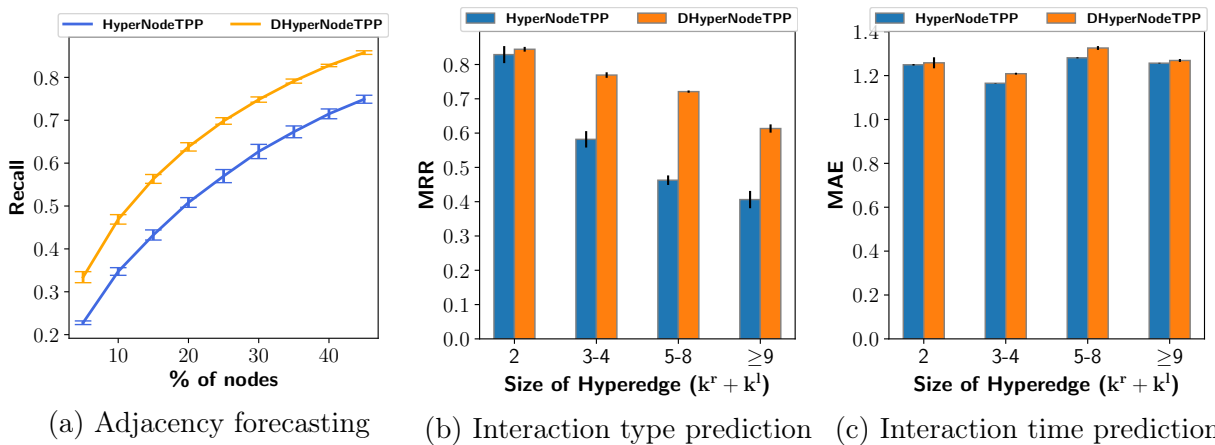 HyperNodeTPP DHyperNodeTPP
Recall
0.8
0.7
0.6
0.5
0.4
0.3
0.2
10 20 30 40
% of nodes
(a) Adjacency forecasting
HyperNodeTPP DHyperNodeTPP
MRR
0.8
0.7
0.6
0.5
0.4
0.3
0.2
0.1
0.0
2 3-4 5-8 ≥9
Size of Hyperedge (k^r + k^l)
(b) Interaction type prediction
HyperNodeTPP DHyperNodeTPP
MAE
1.4
1.2
1.0
0.8
0.6
0.4
0.2
0.0
2 3-4 5-8 ≥9
Size of Hyperedge (k^r + k^l)
(c) Interaction time prediction